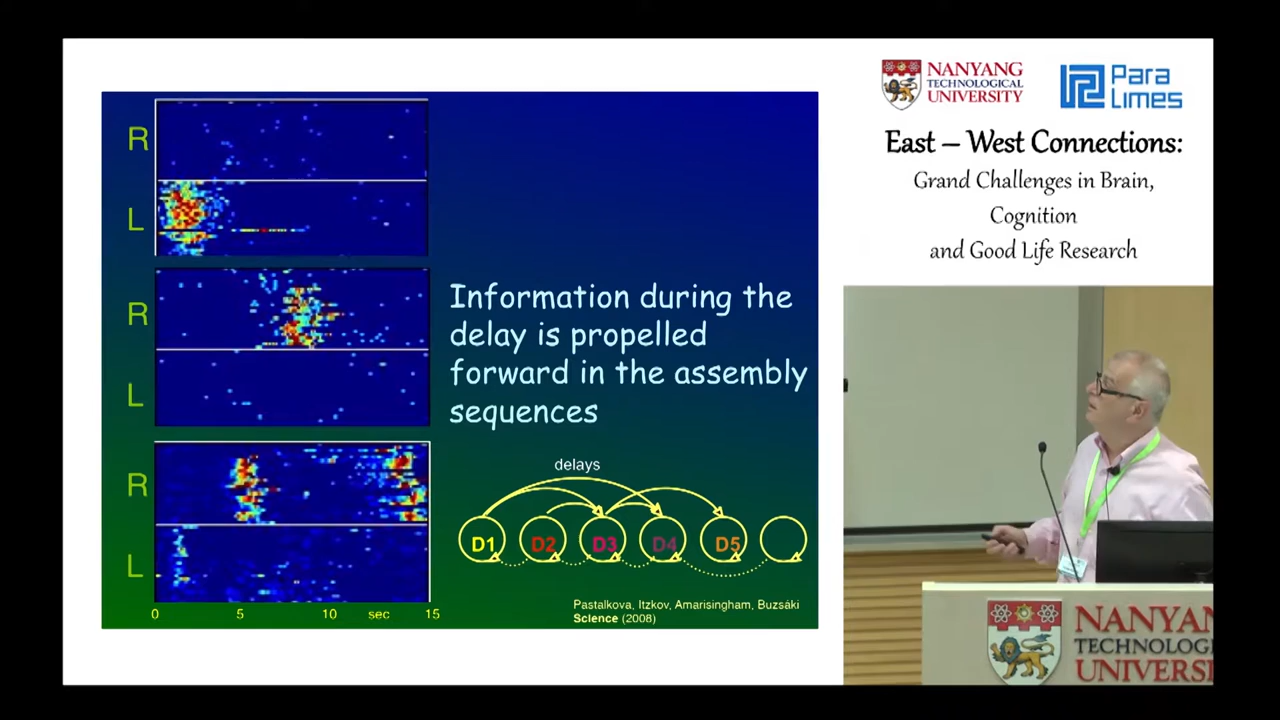 R
L
R
L
R
L
0 5 10 sec 15
Information during the
delay is propelled
forward in the assembly
sequences
delays
D1 D2 D3 D4 D5
Pastalkova, Itzkov, Amarisingham, Buzsáki
Science (2008)
NANYANG
TECHNOLOGICAL
UNIVERSITY
Para
Limes
East – West Connections:
Grand Challenges in Brain,
Cognition
and Good Life Research
NANYAN
TECHNOLOGI
UNIVERSI